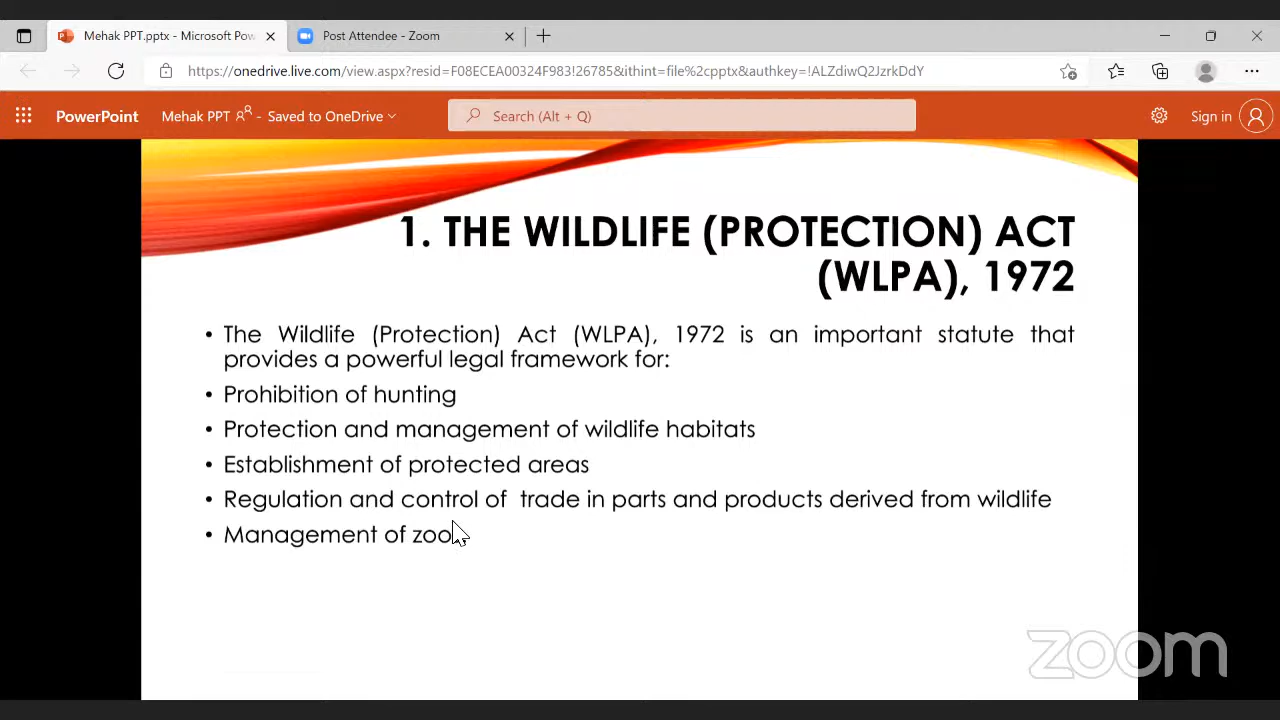 Mehak PPT.pptx - Microsoft Pow
Post Attendee - Zoom
https://onedrive.live.com/view.aspx?resid=F08ECEA00324F983!26785&ithint=file%2cpptx&authkey=!ALZdiwQ2JzrkDdY
PowerPoint
Mehak PPT - Saved to OneDrive
Search (Alt + Q)
Sign in
1. THE WILDLIFE (PROTECTION) ACT
(WLPA), 1972
• The Wildlife (Protection) Act (WLPA), 1972 is an important statute that
provides a powerful legal framework for:
• Prohibition of hunting
• Protection and management of wildlife habitats
• Establishment of protected areas
• Regulation and control of trade in parts and products derived from wildlife
• Management of zoo
zoom